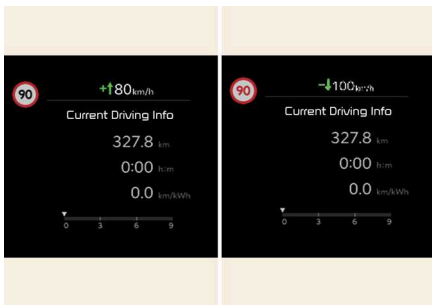 90
+↑80km/h
Current Driving Info
327.8 km
0:00 h:m
0.0 km/kWh
0 3 6 9
90
-↓100km/h
Current Driving Info
327.8 km
0:00 h:m
0.0 km/kWh
0 3 6 9